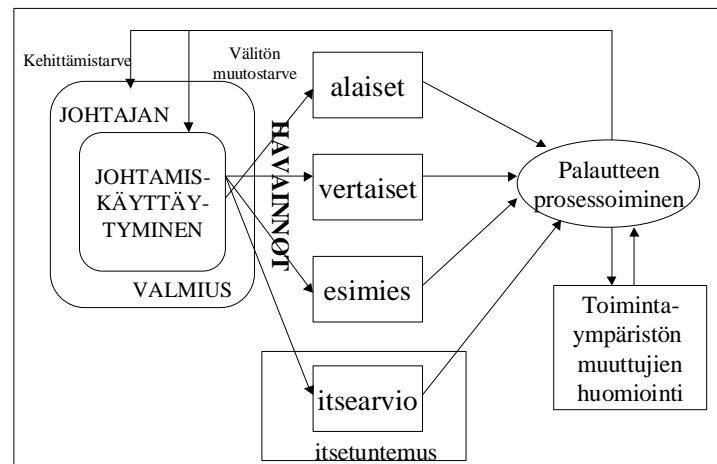 Kehittämistarve
Välitön
muutostarve
JOHTAJAN
JOHTAMIS-
KÄYTTÄY-
TYMINEN
VALMIUS
HAVAINNOT
alaiset
vertaiset
esimies
itsearvio
itsetuntemus
Palautteen
prosessoiminen
Toiminta-
ympäristön
muuttujien
huomiointi